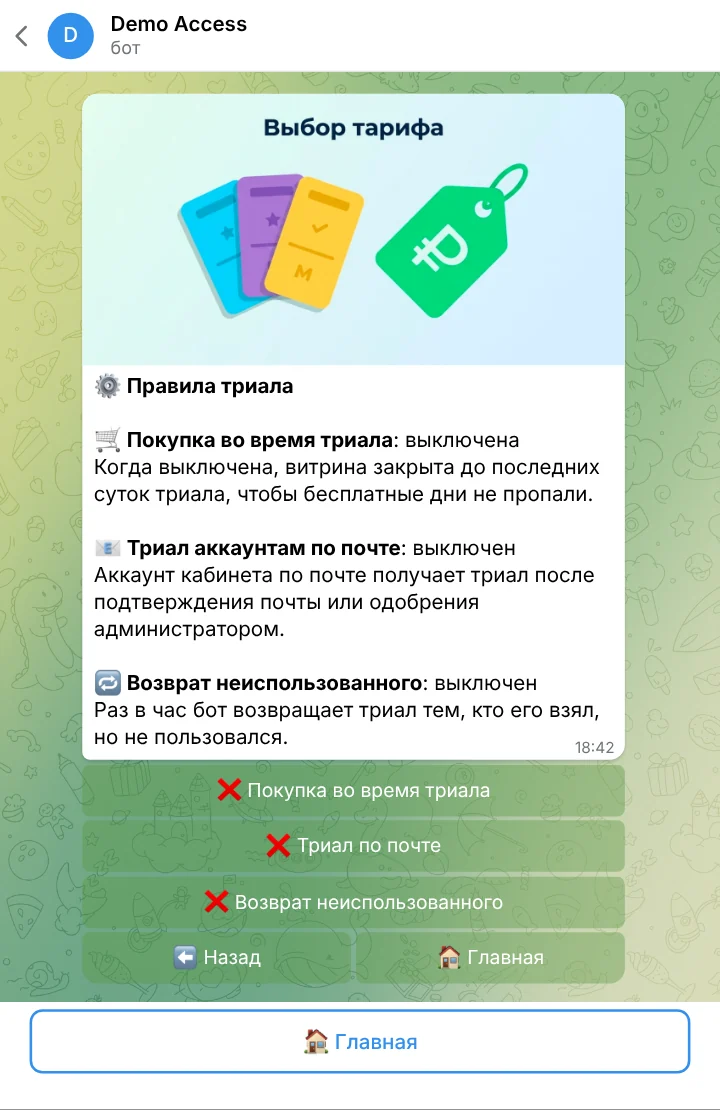 D
Demo Access
бот
Выбор тарифа
М
⚙️ Правила триала
🛒 Покупка во время триала: выключена
Когда выключена, витрина закрыта до последних
суток триала, чтобы бесплатные дни не пропали.
📧 Триал аккаунтам по почте: выключен
Аккаунт кабинета по почте получает триал после
подтверждения почты или одобрения
администратором.
🔁 Возврат неиспользованного: выключен
Раз в час бот возвращает триал тем, кто его взял,
но не пользовался.
18:42
❌ Покупка во время триала
❌ Триал по почте
❌ Возврат неиспользованного
⬅️ Назад
🏠 Главная
🏠 Главная